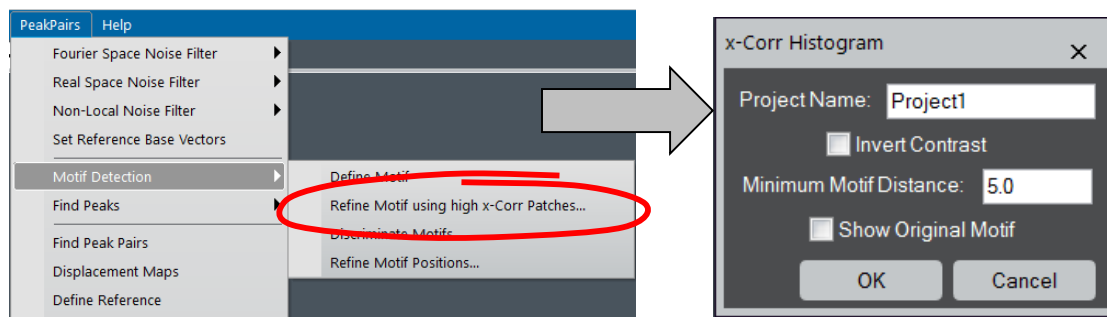 PeakPairs Help
Fourier Space Noise Filter
Real Space Noise Filter
Non-Local Noise Filter
Set Reference Base Vectors
Motif Detection
Find Peaks
Find Peak Pairs
Displacement Maps
Define Reference
Define Motif
Refine Motif using high x-Corr Patches...
Discriminate Motifs
Refine Motif Positions...
x-Corr Histogram
Project Name: Project1
Invert Contrast
Minimum Motif Distance: 5.0
Show Original Motif
OK Cancel